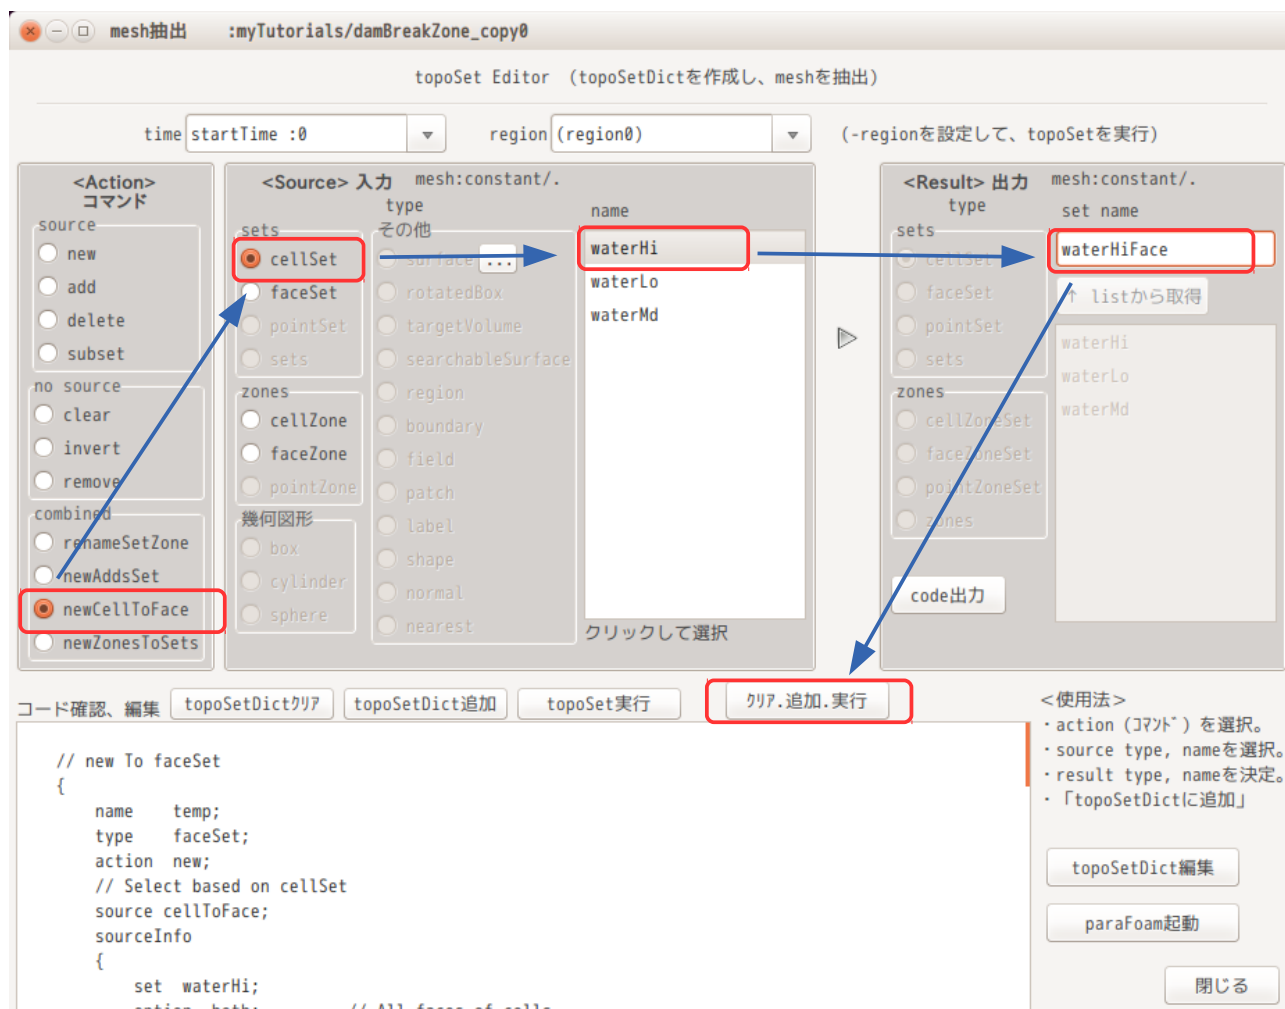 mesh抽出 :myTutorials/damBreakZone_copy0
topoSet Editor （topoSetDictを作成し、meshを抽出）
time startTime :0 region (region0) (-regionを設定して、topoSetを実行)
<Action>
コマンド
source
new
add
delete
subset
no source
clear
invert
remove
combined
renameSetZone
newAddsSet
newCellToFace
newZonesToSets
<Source> 入力 mesh:constant/.
type
sets
cellSet
faceSet
pointSet
sets
zones
cellZone
faceZone
pointZone
幾何図形
box
cylinder
sphere
その他
surface ...
rotatedBox
targetVolume
searchableSurface
region
boundary
field
patch
label
shape
normal
nearest
name
waterHi
waterLo
waterMd
クリックして選択
<Result> 出力 mesh:constant/.
type
sets
cellSet
faceSet
pointSet
sets
zones
cellZoneSet
faceZoneSet
pointZoneSet
zones
code出力
set name
waterHiFace
↑ listから取得
waterHi
waterLo
waterMd
コード確認、編集 topoSetDictｸﾘｱ topoSetDict追加 topoSet実行 ｸﾘｱ.追加.実行
// new To faceSet
{
name temp;
type faceSet;
action new;
// Select based on cellSet
source cellToFace;
sourceInfo
{
set waterHi;
option both; // All faces of cells
＜使用法＞
・action (ｺﾏﾝﾄﾞ) を選択。
・source type, nameを選択。
・result type, nameを決定。
・「topoSetDictに追加」
topoSetDict編集
paraFoam起動
閉じる